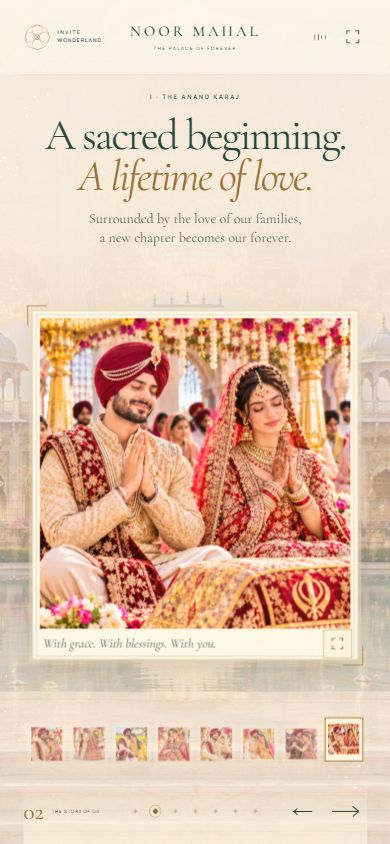 INVITE
WONDERLAND
NOOR MAHAL
THE PALACE OF FOREVER
I · THE ANAND KARAJ
A sacred beginning.
A lifetime of love.
Surrounded by the love of our families,
a new chapter becomes our forever.
With grace. With blessings. With you.
02
THE STORY OF US